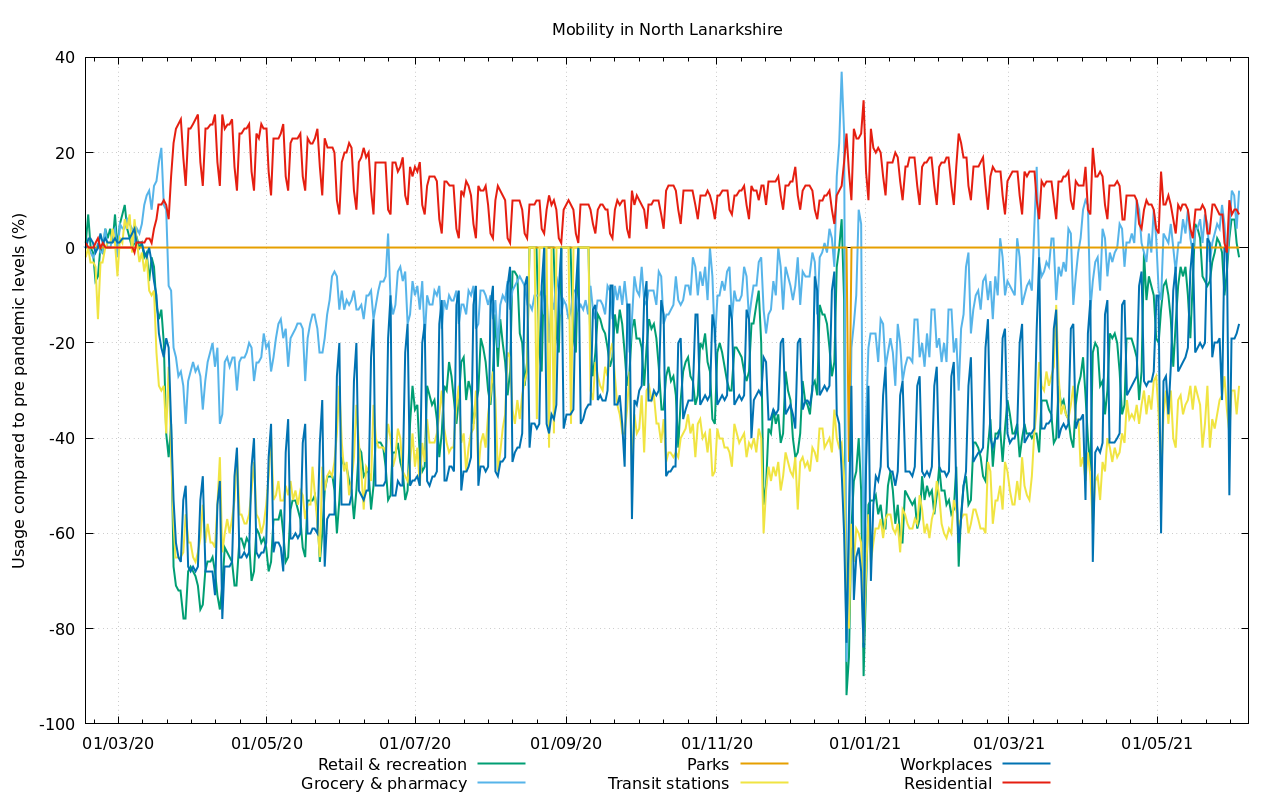 Mobility in North Lanarkshire
Usage compared to pre pandemic levels (%)
40
20
0
-20
-40
-60
-80
-100
01/03/20 01/05/20 01/07/20 01/09/20 01/11/20 01/01/21 01/03/21 01/05/21
Retail & recreation Parks Workplaces
Grocery & pharmacy Transit stations Residential